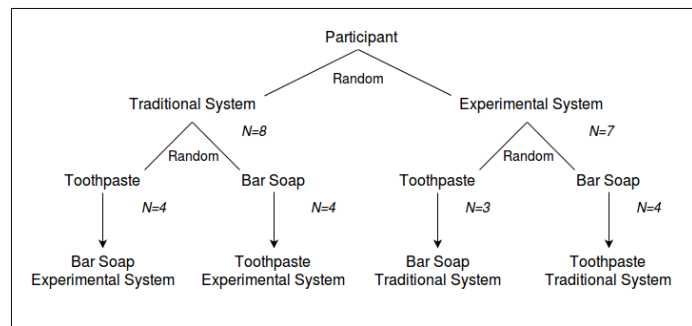 Participant
Random
Traditional System
Experimental System
N=8
N=7
Random
Random
Toothpaste
Bar Soap
Toothpaste
Bar Soap
N=4
N=4
N=3
N=4
Bar Soap
Experimental System
Toothpaste
Experimental System
Bar Soap
Traditional System
Toothpaste
Traditional System